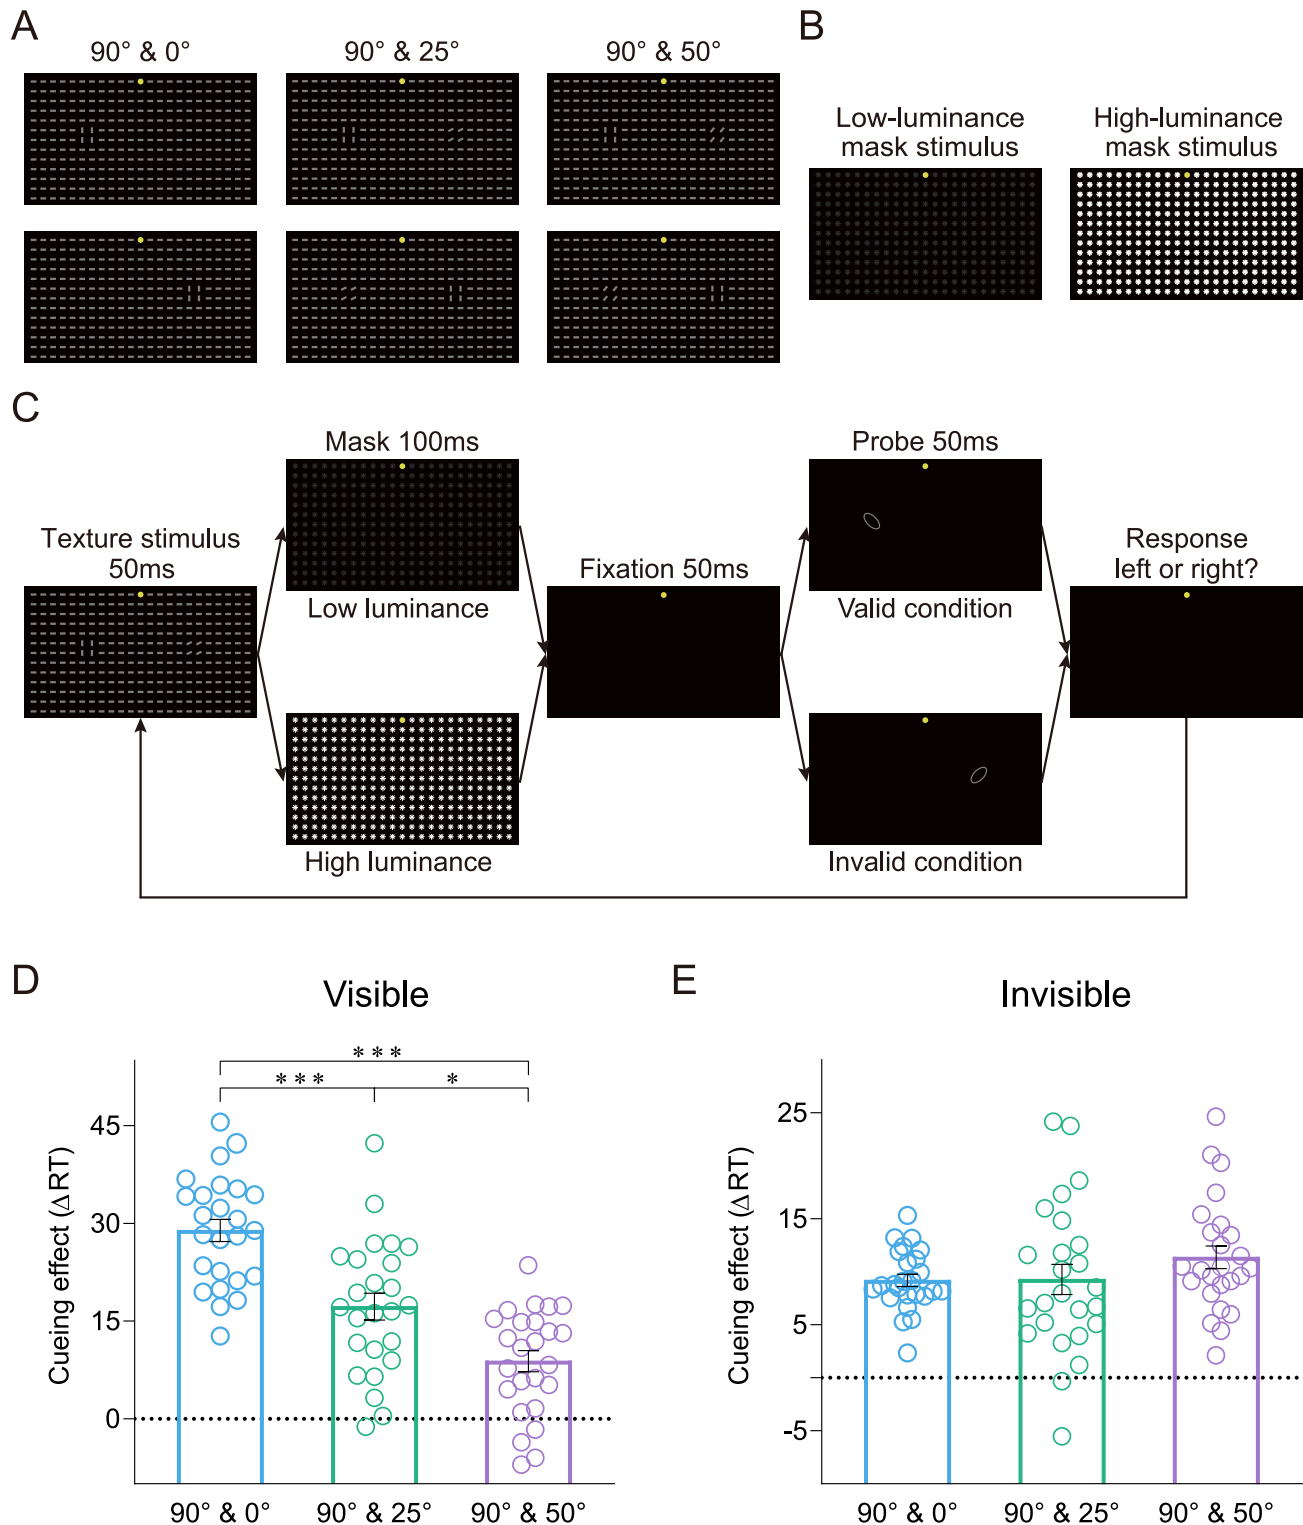 A
90° & 0°
90° & 25°
90° & 50°
B
Low-luminance
mask stimulus
High-luminance
mask stimulus
C
Texture stimulus
50ms
Mask 100ms
Low luminance
High luminance
Fixation 50ms
Probe 50ms
Valid condition
Invalid condition
Response
left or right?
D
Visible
Cueing effect (ΔRT)
45
30
15
0
***
***
*
90° & 0°
90° & 25°
90° & 50°
E
Invisible
Cueing effect (ΔRT)
25
15
5
-5
90° & 0°
90° & 25°
90° & 50°